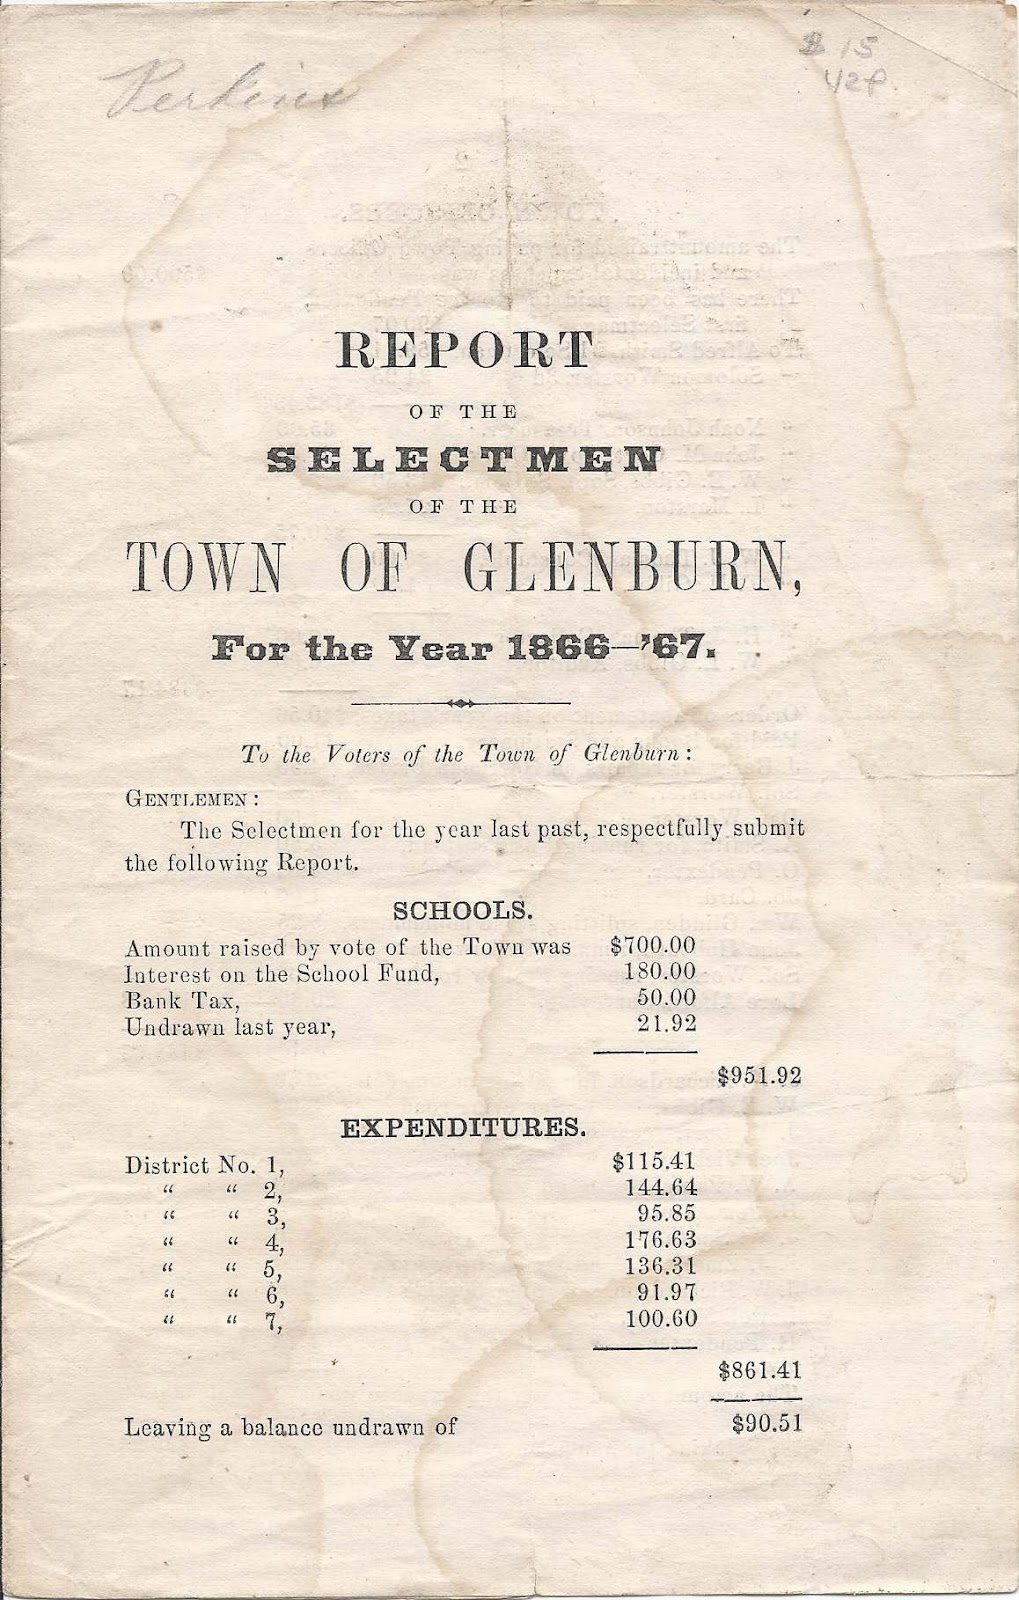 Perkins
$ 15
42P.
REPORT
OF THE
SELECTMEN
OF THE
TOWN OF GLENBURN,
For the Year 1866—'67.
To the Voters of the Town of Glenburn:
GENTLEMEN:
The Selectmen for the year last past, respectfully submit
the following Report.
SCHOOLS.
Amount raised by vote of the Town was $700.00
Interest on the School Fund, 180.00
Bank Tax, 50.00
Undrawn last year, 21.92
$951.92
EXPENDITURES.
District No. 1, $115.41
“ “ 2, 144.64
“ “ 3, 95.85
“ “ 4, 176.63
“ “ 5, 136.31
“ “ 6, 91.97
“ “ 7, 100.60
$861.41
Leaving a balance undrawn of $90.51